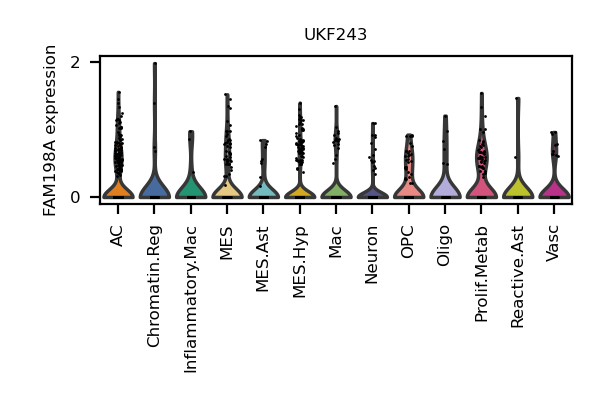 UKF243
FAM198A expression
2
0
AC
Chromatin.Reg
Inflammatory.Mac
MES
MES.Ast
MES.Hyp
Mac
Neuron
OPC
Oligo
Prolif.Metab
Reactive.Ast
Vasc